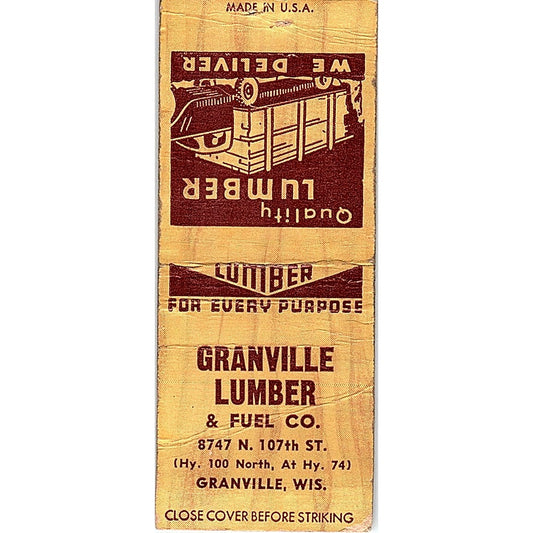 MADE IN U.S.A.
WE DELIVER
Quality
LUMBER
LUMBER
FOR EVERY PURPOSE
GRANVILLE
LUMBER
& FUEL CO.
8747 N. 107th ST.
(Hy. 100 North, At Hy. 74)
GRANVILLE, WIS.
CLOSE COVER BEFORE STRIKING